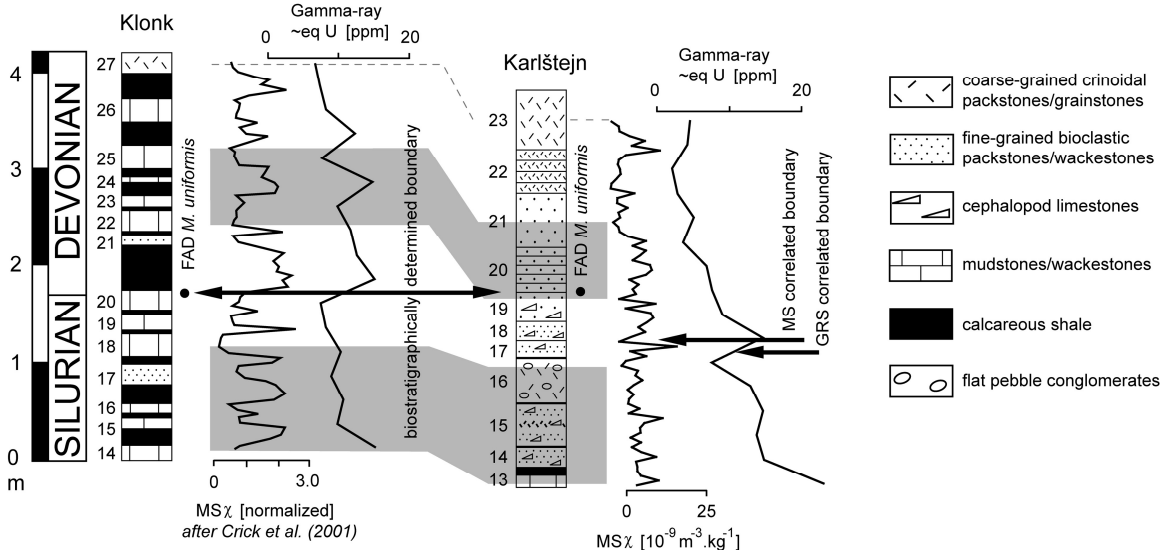 Klonk
Gamma-ray
~eq U [ppm]
0 20
4
3
2
1
0
m
DEVONIAN
SILURIAN
27
26
25
24
23
22
21
20
19
18
17
16
15
14
FAD M. uniformis
biostratigraphically determined boundary
0 3.0
MSχ [normalized]
after Crick et al. (2001)
Karlštejn
23
22
21
20
19
18
17
16
15
14
13
FAD M. uniformis
Gamma-ray
~eq U [ppm]
0 20
MS correlated boundary
GRS correlated boundary
0 25
MSχ [10⁻⁹ m⁻³.kg⁻¹]
coarse-grained crinoidal
packstones/grainstones
fine-grained bioclastic
packstones/wackestones
cephalopod limestones
mudstones/wackestones
calcareous shale
flat pebble conglomerates